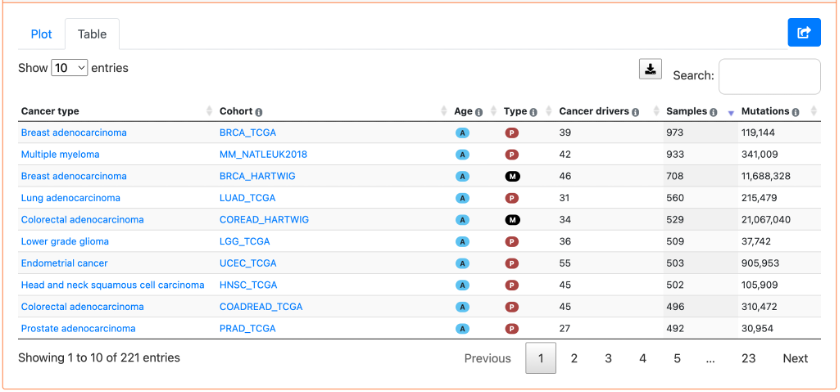 Plot Table
Show 10 entries Search:
Cancer type Cohort Age Type Cancer drivers Samples Mutations
Breast adenocarcinoma BRCA_TCGA A P 39 973 119,144
Multiple myeloma MM_NATLEUK2018 A P 42 933 341,009
Breast adenocarcinoma BRCA_HARTWIG A M 46 708 11,688,328
Lung adenocarcinoma LUAD_TCGA A P 31 560 215,479
Colorectal adenocarcinoma COREAD_HARTWIG A M 34 529 21,067,040
Lower grade glioma LGG_TCGA A P 36 509 37,742
Endometrial cancer UCEC_TCGA A P 55 503 905,953
Head and neck squamous cell carcinoma HNSC_TCGA A P 45 502 105,909
Colorectal adenocarcinoma COADREAD_TCGA A P 45 496 310,472
Prostate adenocarcinoma PRAD_TCGA A P 27 492 30,954
Showing 1 to 10 of 221 entries Previous 1 2 3 4 5 ... 23 Next